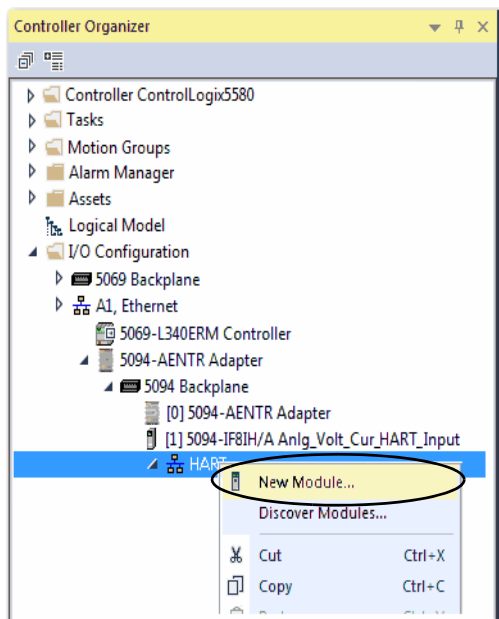 Controller Organizer
Controller ControlLogix5580
Tasks
Motion Groups
Alarm Manager
Assets
Logical Model
I/O Configuration
5069 Backplane
A1, Ethernet
5069-L340ERM Controller
5094-AENTR Adapter
5094 Backplane
[0] 5094-AENTR Adapter
[1] 5094-IF8IH/A Anlg_Volt_Cur_HART_Input
HART
New Module...
Discover Modules...
Cut Ctrl+X
Copy Ctrl+C